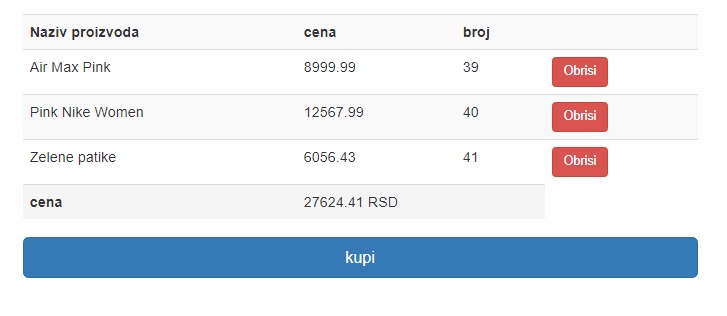 Naziv proizvoda cena broj
Air Max Pink 8999.99 39 Obrisi
Pink Nike Women 12567.99 40 Obrisi
Zelene patike 6056.43 41 Obrisi
cena 27624.41 RSD
kupi